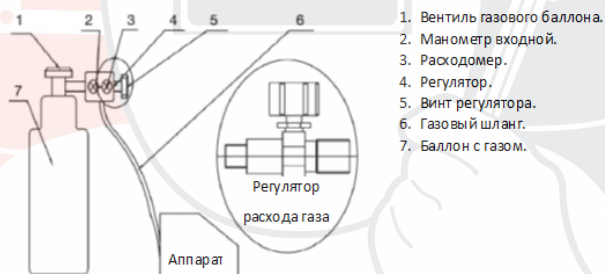 1 2 3 4 5 6
7
Регулятор
расхода газа
Аппарат
1. Вентиль газового баллона.
2. Манометр входной.
3. Расходомер.
4. Регулятор.
5. Винт регулятора.
6. Газовый шланг.
7. Баллон с газом.